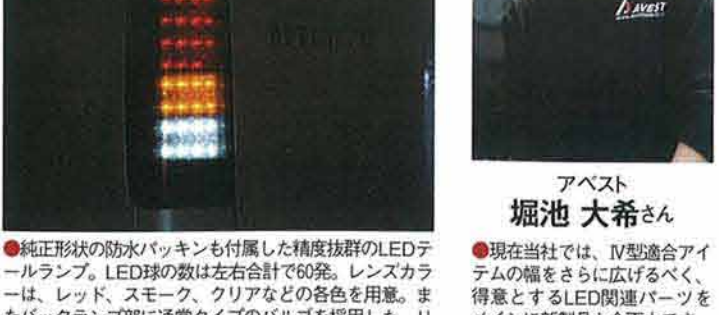 AVEST
●純正形状の防水パッキンも付属した精度抜群のLEDテ
ールランプ。LED球の数は左右合計で60発。レンズカラ
ーは、レッド、スモーク、クリアなどの各色を用意。ま
アベスト
堀池 大希さん
●現在当社では、Ⅳ型適合アイ
テムの幅をさらに広げるべく、
得意とするLED関連パーツを